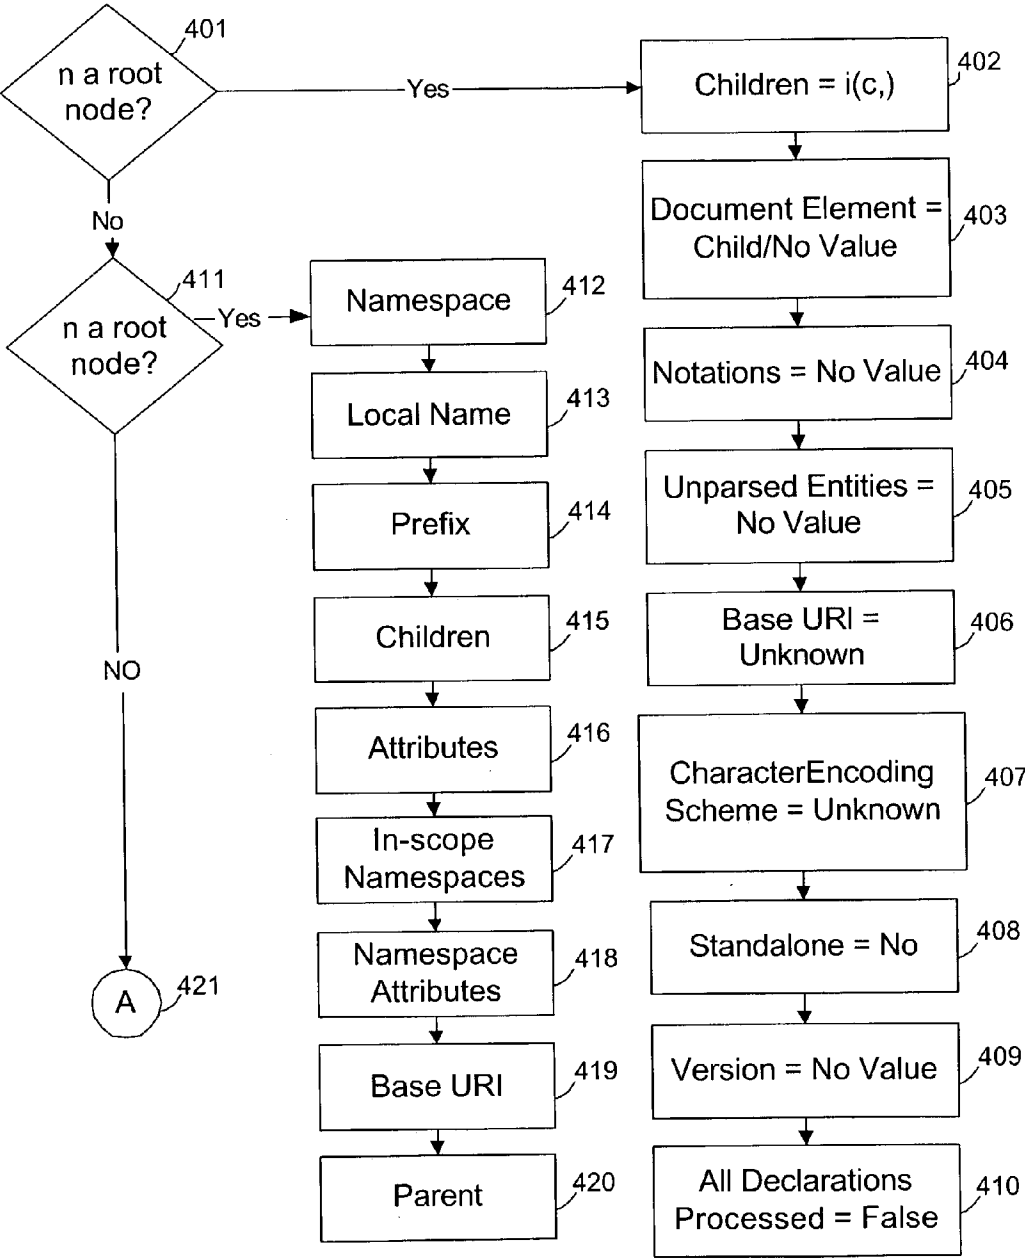 401
n a root
node?
Yes
Children = i(c,)
402
Document Element =
Child/No Value
403
Notations = No Value
404
Unparsed Entities =
No Value
405
Base URI =
Unknown
406
CharacterEncoding
Scheme = Unknown
407
Standalone = No
408
Version = No Value
409
All Declarations
Processed = False
410
No
411
n a root
node?
Yes
Namespace
412
Local Name
413
Prefix
414
Children
415
Attributes
416
In-scope
Namespaces
417
Namespace
Attributes
418
Base URI
419
Parent
420
NO
A
421